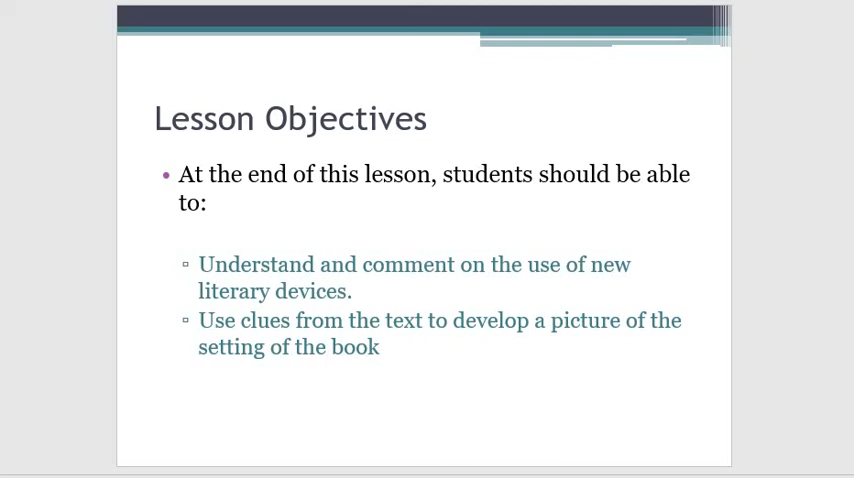 Lesson Objectives
• At the end of this lesson, students should be able
to:
▫ Understand and comment on the use of new
literary devices.
▫ Use clues from the text to develop a picture of the
setting of the book